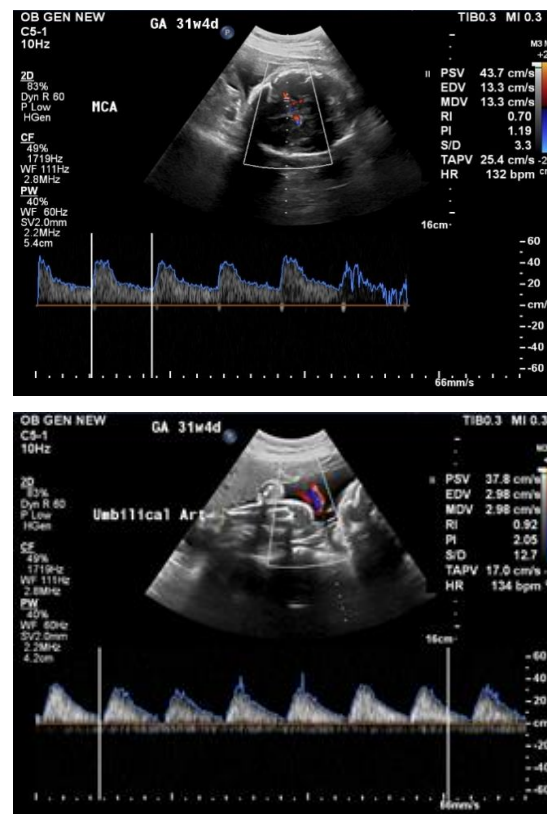 OB GEN NEW
C5-1
10Hz
GA 31w4d
P
TIB0.3 MI 0.3
2D
83%
Dyn R 60
P Low
HGen
MCA
CF
49%
1719Hz
WF 111Hz
2.8MHz
PW
40%
WF 60Hz
SV2.0mm
2.2MHz
5.4cm
PSV 43.7 cm/s
EDV 13.3 cm/s
MDV 13.3 cm/s
RI 0.70
PI 1.19
S/D 3.3
TAPV 25.4 cm/s
HR 132 bpm
16cm
60
40
20
cm/
-20
-40
-60
66mm/s
OB GEN NEW
C5-1
10Hz
GA 31w4d
TIB0.3 MI 0.3
2D
83%
Dyn R 60
P Low
HGen
Umbilical Art
CF
49%
1719Hz
WF 111Hz
2.8MHz
PW
40%
WF 60Hz
SV2.0mm
2.2MHz
4.2cm
PSV 37.8 cm/s
EDV 2.98 cm/s
MDV 2.98 cm/s
RI 0.92
PI 2.05
S/D 12.7
TAPV 17.0 cm/s
HR 134 bpm
16cm
60
40
20
cm
-20
-40
-60
66mm/s